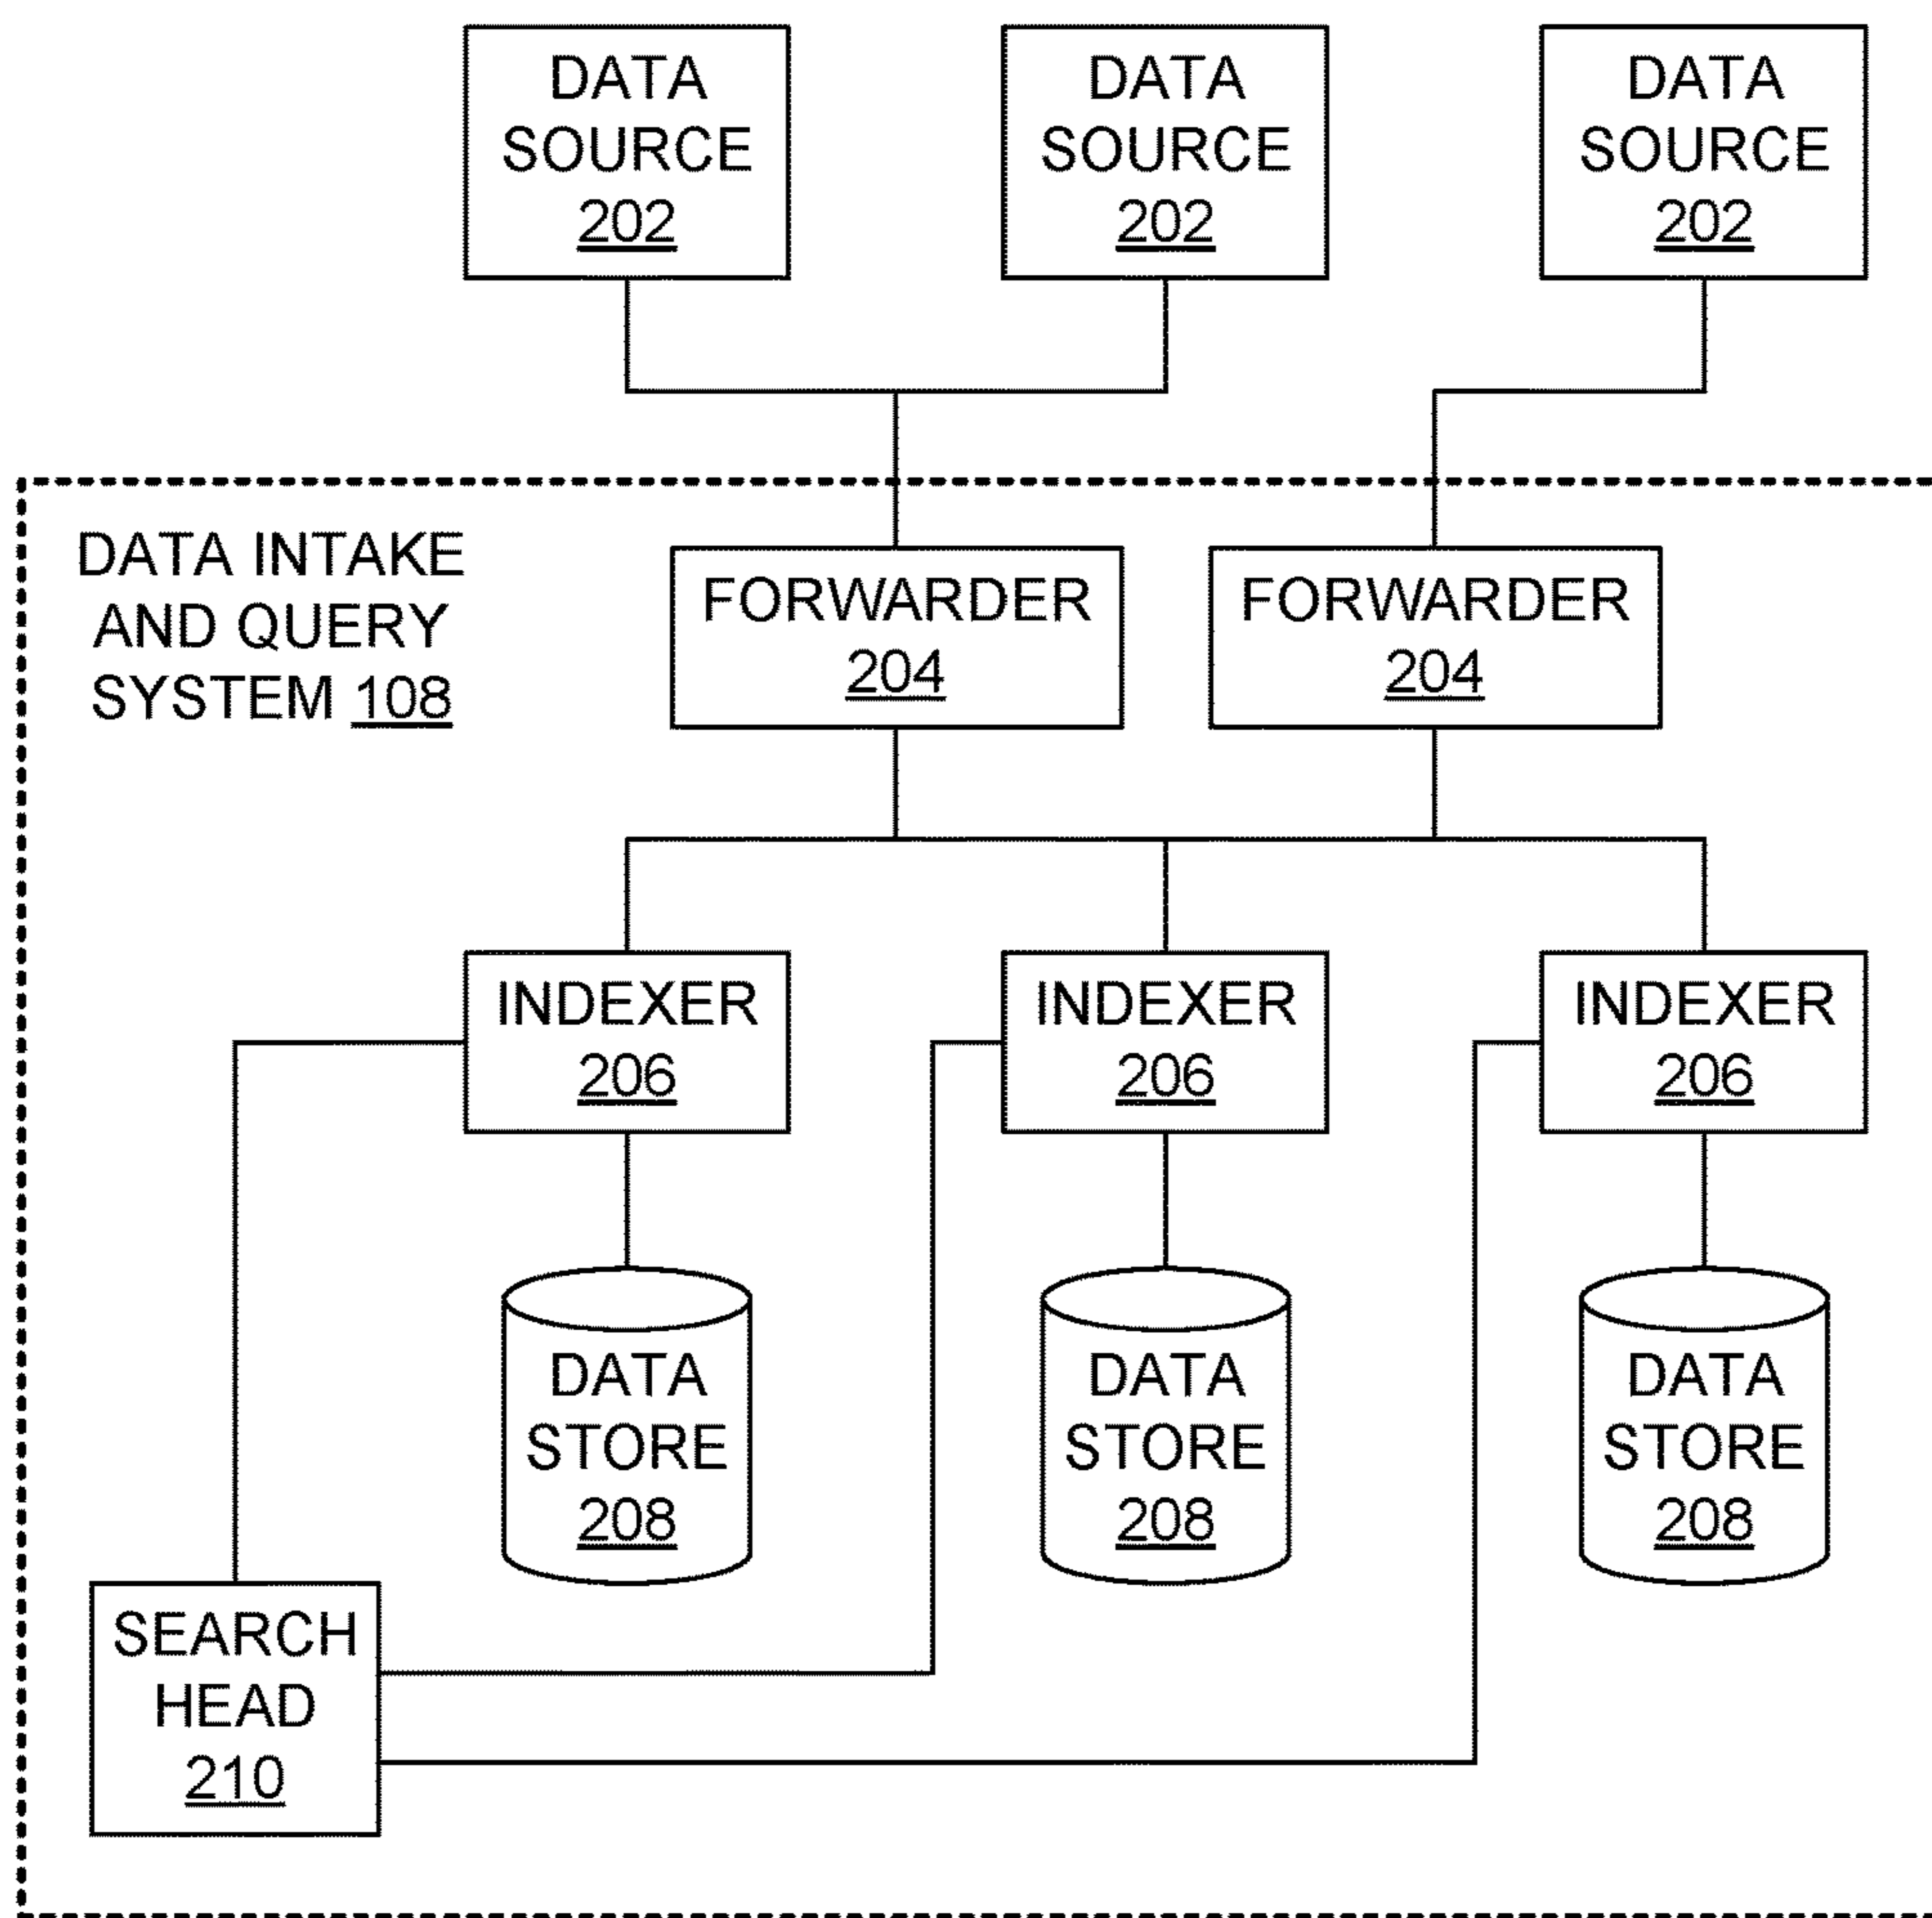 DATA
SOURCE
202
DATA
SOURCE
202
DATA
SOURCE
202
DATA INTAKE
AND QUERY
SYSTEM 108
FORWARDER
204
FORWARDER
204
INDEXER
206
INDEXER
206
INDEXER
206
DATA
STORE
208
DATA
STORE
208
DATA
STORE
208
SEARCH
HEAD
210